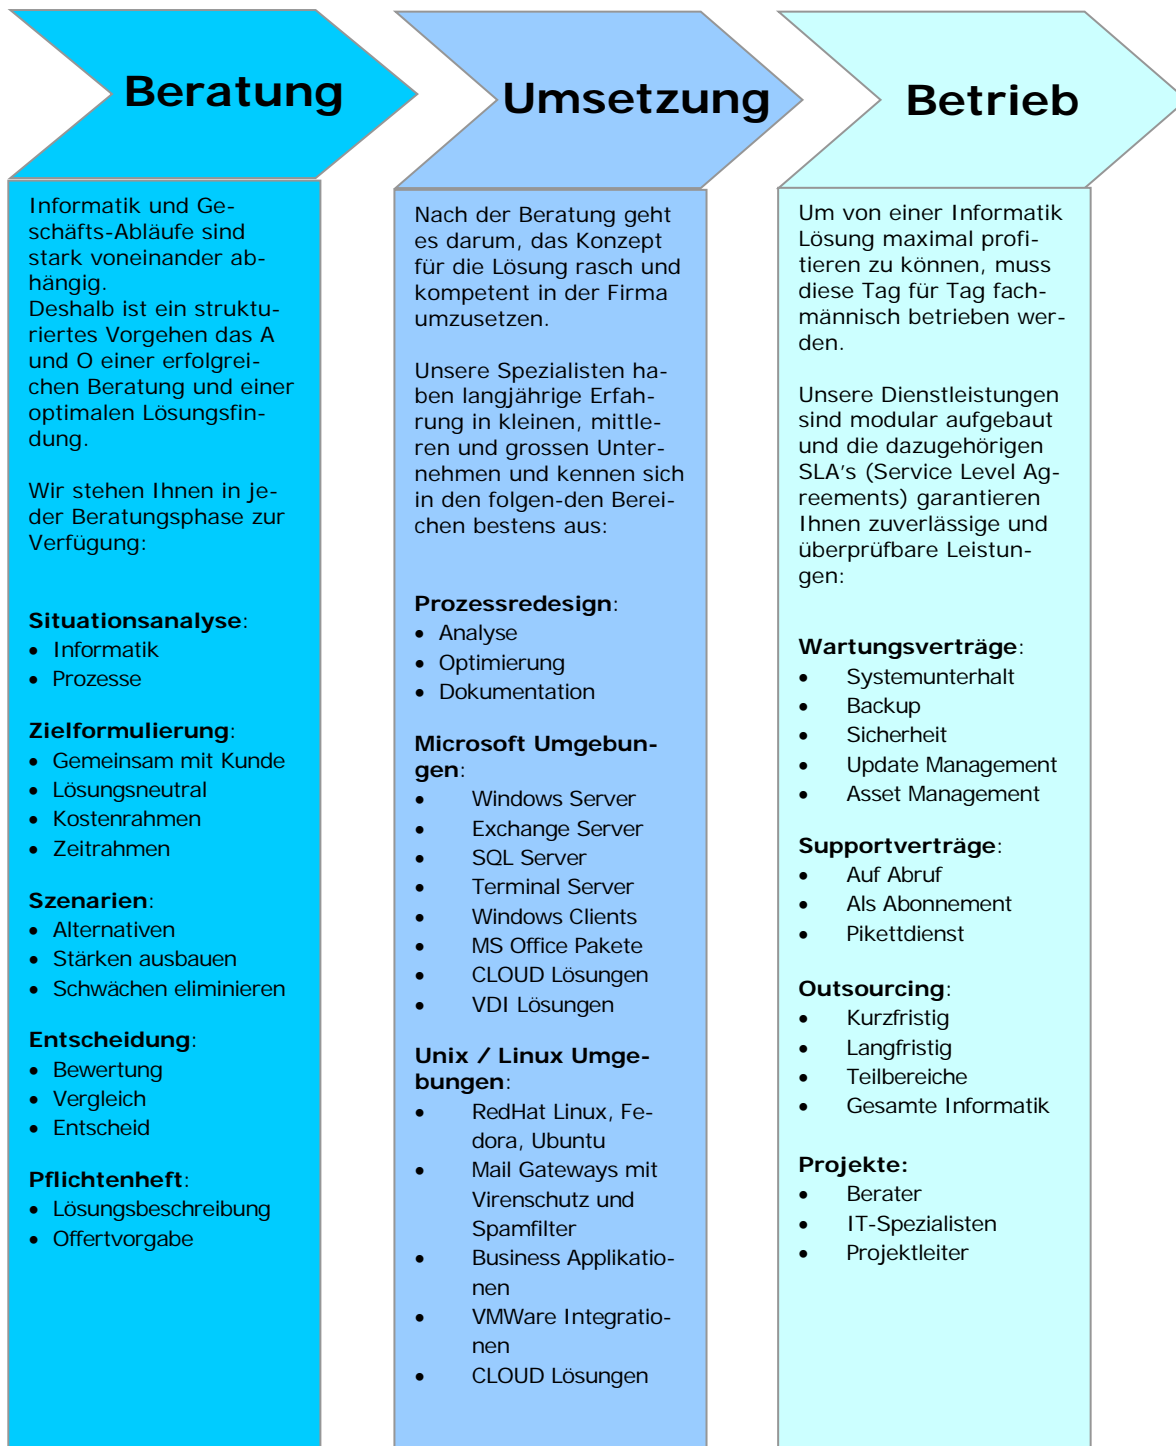 Beratung
Informatik und Ge-
schäfts-Abläufe sind
stark voneinander ab-
hängig.
Deshalb ist ein struktu-
riertes Vorgehen das A
und O einer erfolgrei-
chen Beratung und einer
optimalen Lösungsfin-
dung.
Wir stehen Ihnen in je-
der Beratungsphase zur
Verfügung:
Situationsanalyse:
• Informatik
• Prozesse
Zielformulierung:
• Gemeinsam mit Kunde
• Lösungsneutral
• Kostenrahmen
• Zeitrahmen
Szenarien:
• Alternativen
• Stärken ausbauen
• Schwächen eliminieren
Entscheidung:
• Bewertung
• Vergleich
• Entscheid
Pflichtenheft:
• Lösungsbeschreibung
• Offertvorgabe
Umsetzung
Nach der Beratung geht
es darum, das Konzept
für die Lösung rasch und
kompetent in der Firma
umzusetzen.
Unsere Spezialisten ha-
ben langjährige Erfah-
rung in kleinen, mittle-
ren und grossen Unter-
nehmen und kennen sich
in den folgen-den Berei-
chen bestens aus:
Prozessredesign:
• Analyse
• Optimierung
• Dokumentation
Microsoft Umgebun-
gen:
• Windows Server
• Exchange Server
• SQL Server
• Terminal Server
• Windows Clients
• MS Office Pakete
• CLOUD Lösungen
• VDI Lösungen
Unix / Linux Umge-
bungen:
• RedHat Linux, Fe-
dora, Ubuntu
• Mail Gateways mit
Virenschutz und
Spamfilter
• Business Applikatio-
nen
• VMWare Integratio-
nen
• CLOUD Lösungen
Betrieb
Um von einer Informatik
Lösung maximal profi-
tieren zu können, muss
diese Tag für Tag fach-
männisch betrieben wer-
den.
Unsere Dienstleistungen
sind modular aufgebaut
und die dazugehörigen
SLA's (Service Level Ag-
reements) garantieren
Ihnen zuverlässige und
überprüfbare Leistun-
gen:
Wartungsverträge:
• Systemunterhalt
• Backup
• Sicherheit
• Update Management
• Asset Management
Supportverträge:
• Auf Abruf
• Als Abonnement
• Pikettdienst
Outsourcing:
• Kurzfristig
• Langfristig
• Teilbereiche
• Gesamte Informatik
Projekte:
• Berater
• IT-Spezialisten
• Projektleiter